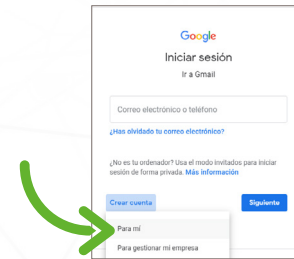 Google
Iniciar sesión
Ir a Gmail
Correo electrónico o teléfono
¿Has olvidado tu correo electrónico?
¿No es tu ordenador? Usa el modo invitados para iniciar
sesión de forma privada. Más información
Crear cuenta
Siguiente
Para mí
Para gestionar mi empresa